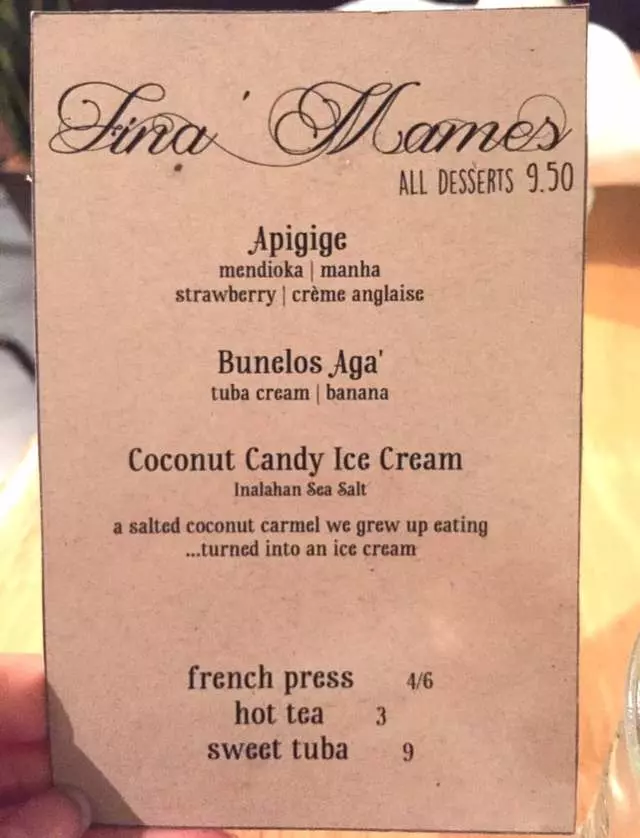 Fina' Mames
ALL DESSERTS 9.50
Apigige
mendioka | manha
strawberry | crème anglaise
Bunelos Aga'
tuba cream | banana
Coconut Candy Ice Cream
Inalahan Sea Salt
a salted coconut carmel we grew up eating
...turned into an ice cream
french press 4/6
hot tea 3
sweet tuba 9